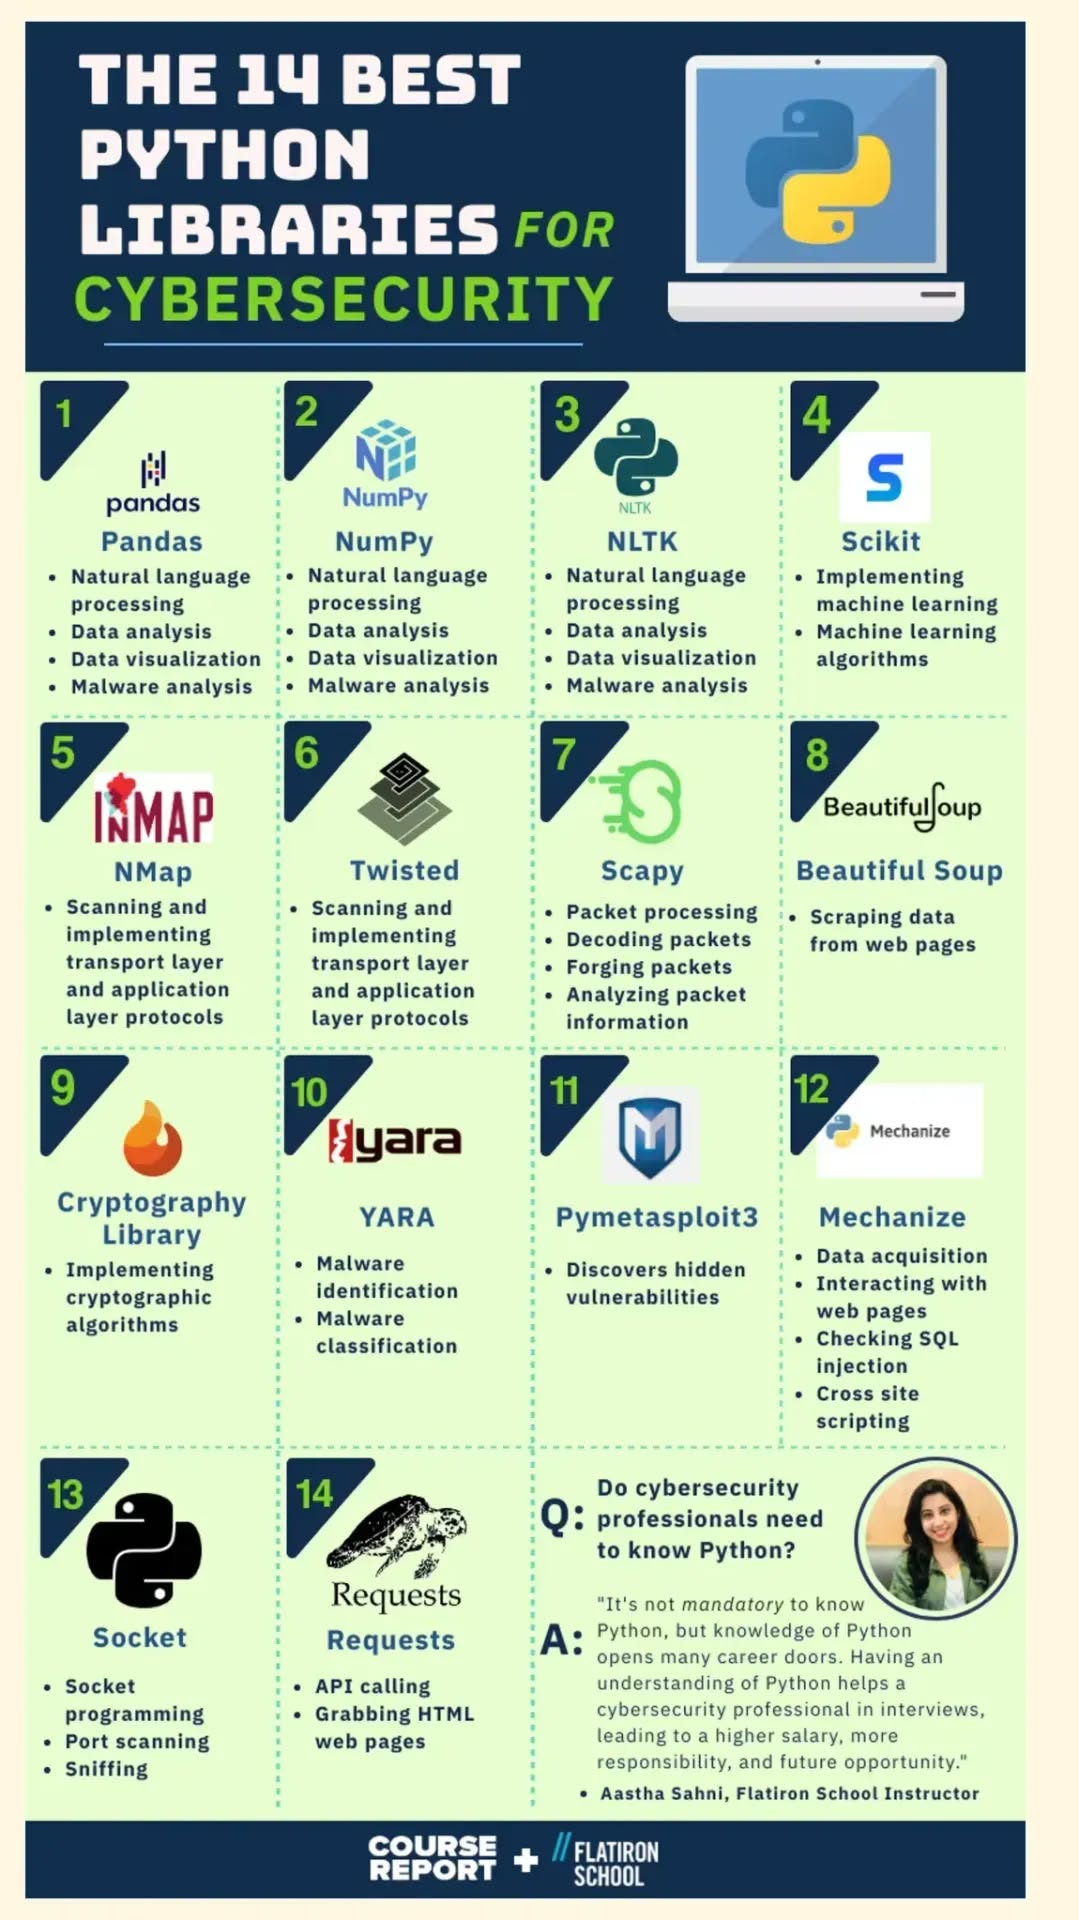 THE 14 BEST
PYTHON
LIBRARIES FOR
CYBERSECURITY
1
pandas
Pandas
• Natural language
processing
• Data analysis
• Data visualization
• Malware analysis
2
NumPy
NumPy
• Natural language
processing
• Data analysis
• Data visualization
• Malware analysis
3
NLTK
NLTK
• Natural language
processing
• Data analysis
• Data visualization
• Malware analysis
4
S
Scikit
• Implementing
machine learning
• Machine learning
algorithms
5
INMAP
NMap
• Scanning and
implementing
transport layer
and application
layer protocols
6
Twisted
• Scanning and
implementing
transport layer
and application
layer protocols
7
S
Scapy
• Packet processing
• Decoding packets
• Forging packets
• Analyzing packet
information
8
BeautifulSoup
Beautiful Soup
• Scraping data
from web pages
9
Cryptography
Library
• Implementing
cryptographic
algorithms
10
yara
YARA
• Malware
identification
• Malware
classification
11
M
Pymetasploit3
• Discovers hidden
vulnerabilities
12
Mechanize
Mechanize
• Data acquisition
• Interacting with
web pages
• Checking SQL
injection
• Cross site
scripting
13
Socket
• Socket
programming
• Port scanning
• Sniffing
14
Requests
Requests
• API calling
• Grabbing HTML
web pages
Q: Do cybersecurity
professionals need
to know Python?
A: "It's not mandatory to know
Python, but knowledge of Python
opens many career doors. Having an
understanding of Python helps a
cybersecurity professional in interviews,
leading to a higher salary, more
responsibility, and future opportunity."
• Aastha Sahni, Flatiron School Instructor
COURSE
REPORT + // FLATIRON
SCHOOL